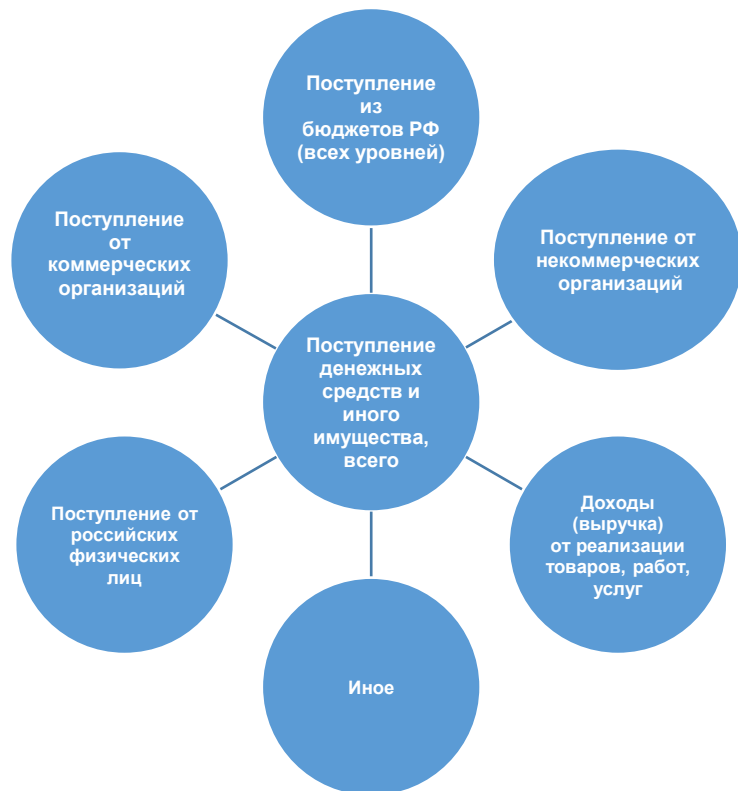 Поступление
из
бюджетов РФ
(всех уровней)
Поступление
от
коммерческих
организаций
Поступление от
некоммерческих
организаций
Поступление
денежных
средств и
иного
имущества,
всего
Поступление от
российских
физических
лиц
Доходы
(выручка)
от реализации
товаров, работ,
услуг
Иное